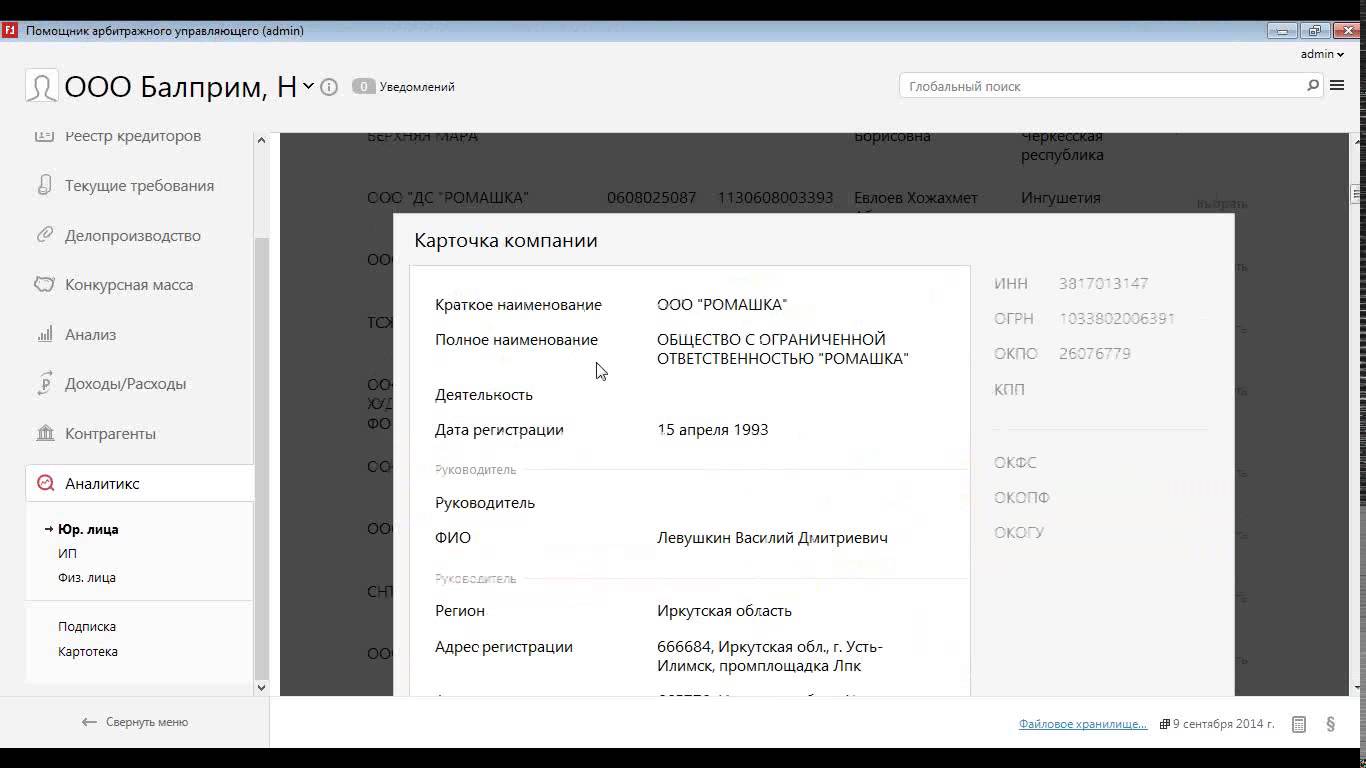 Помощник арбитражного управляющего (admin)
admin
ООО Балприм, Н
0 Уведомлений
Глобальный поиск
Реестр кредиторов
Текущие требования
Делопроизводство
Конкурсная масса
Анализ
Доходы/Расходы
Контрагенты
Аналитикс
Юр. лица
ИП
Физ. лица
Подписка
Картотека
Свернуть меню
ВЕРХНЯЯ МАРА Борисовна Черкесская
республика
ООО "ДС "РОМАШКА" 0608025087 1130608003393 Евлоев Хожахмет Ингушетия Выбрать
Карточка компании
Краткое наименование ООО "РОМАШКА"
Полное наименование ОБЩЕСТВО С ОГРАНИЧЕННОЙ
ОТВЕТСТВЕННОСТЬЮ "РОМАШКА"
Деятельность
Дата регистрации 15 апреля 1993
Руководитель
Руководитель
ФИО Левушкин Василий Дмитриевич
Руководитель
Регион Иркутская область
Адрес регистрации 666684, Иркутская обл., г. Усть-
Илимск, промплощадка Лпк
ИНН 3817013147
ОГРН 1033802006391
ОКПО 26076779
КПП
ОКФС
ОКОПФ
ОКОГУ
Файловое хранилище...
9 сентября 2014 г.